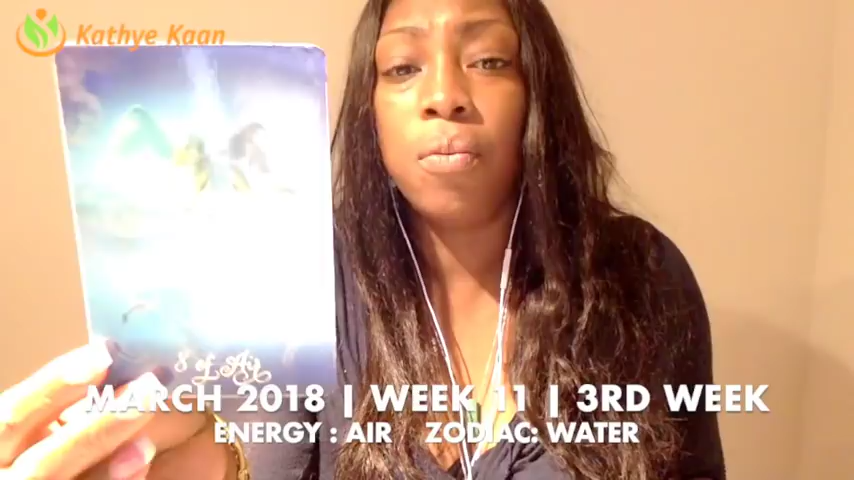 Kathye Kaan
8 of Air
MARCH 2018 | WEEK 11 | 3RD WEEK
ENERGY : AIR ZODIAC: WATER